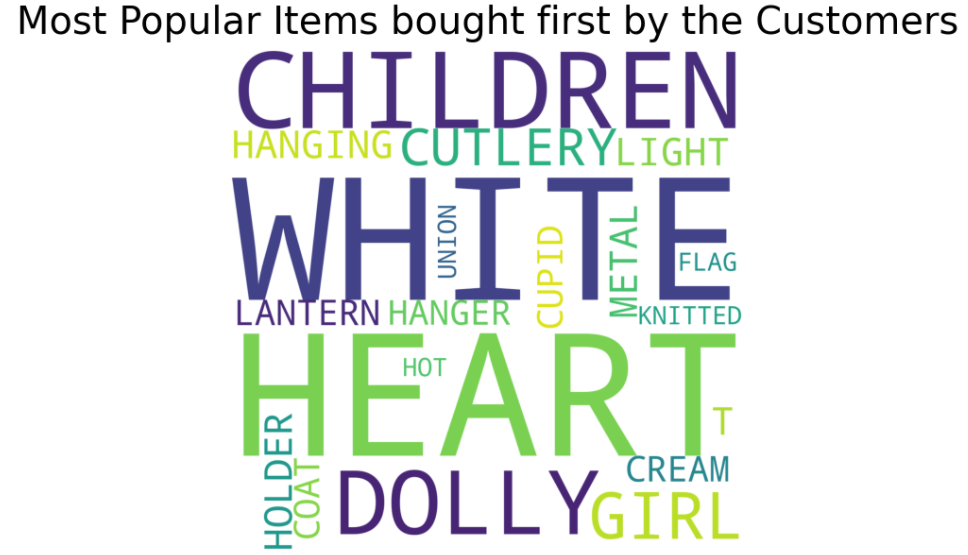 Most Popular Items bought first by the Customers
CHILDREN
HANGING CUTLERY LIGHT
WHITE
UNION
CUPID
METAL
FLAG
LANTERN HANGER KNITTED
HEART
HOT
T
HOLDER
COAT
DOLLY
CREAM
GIRL